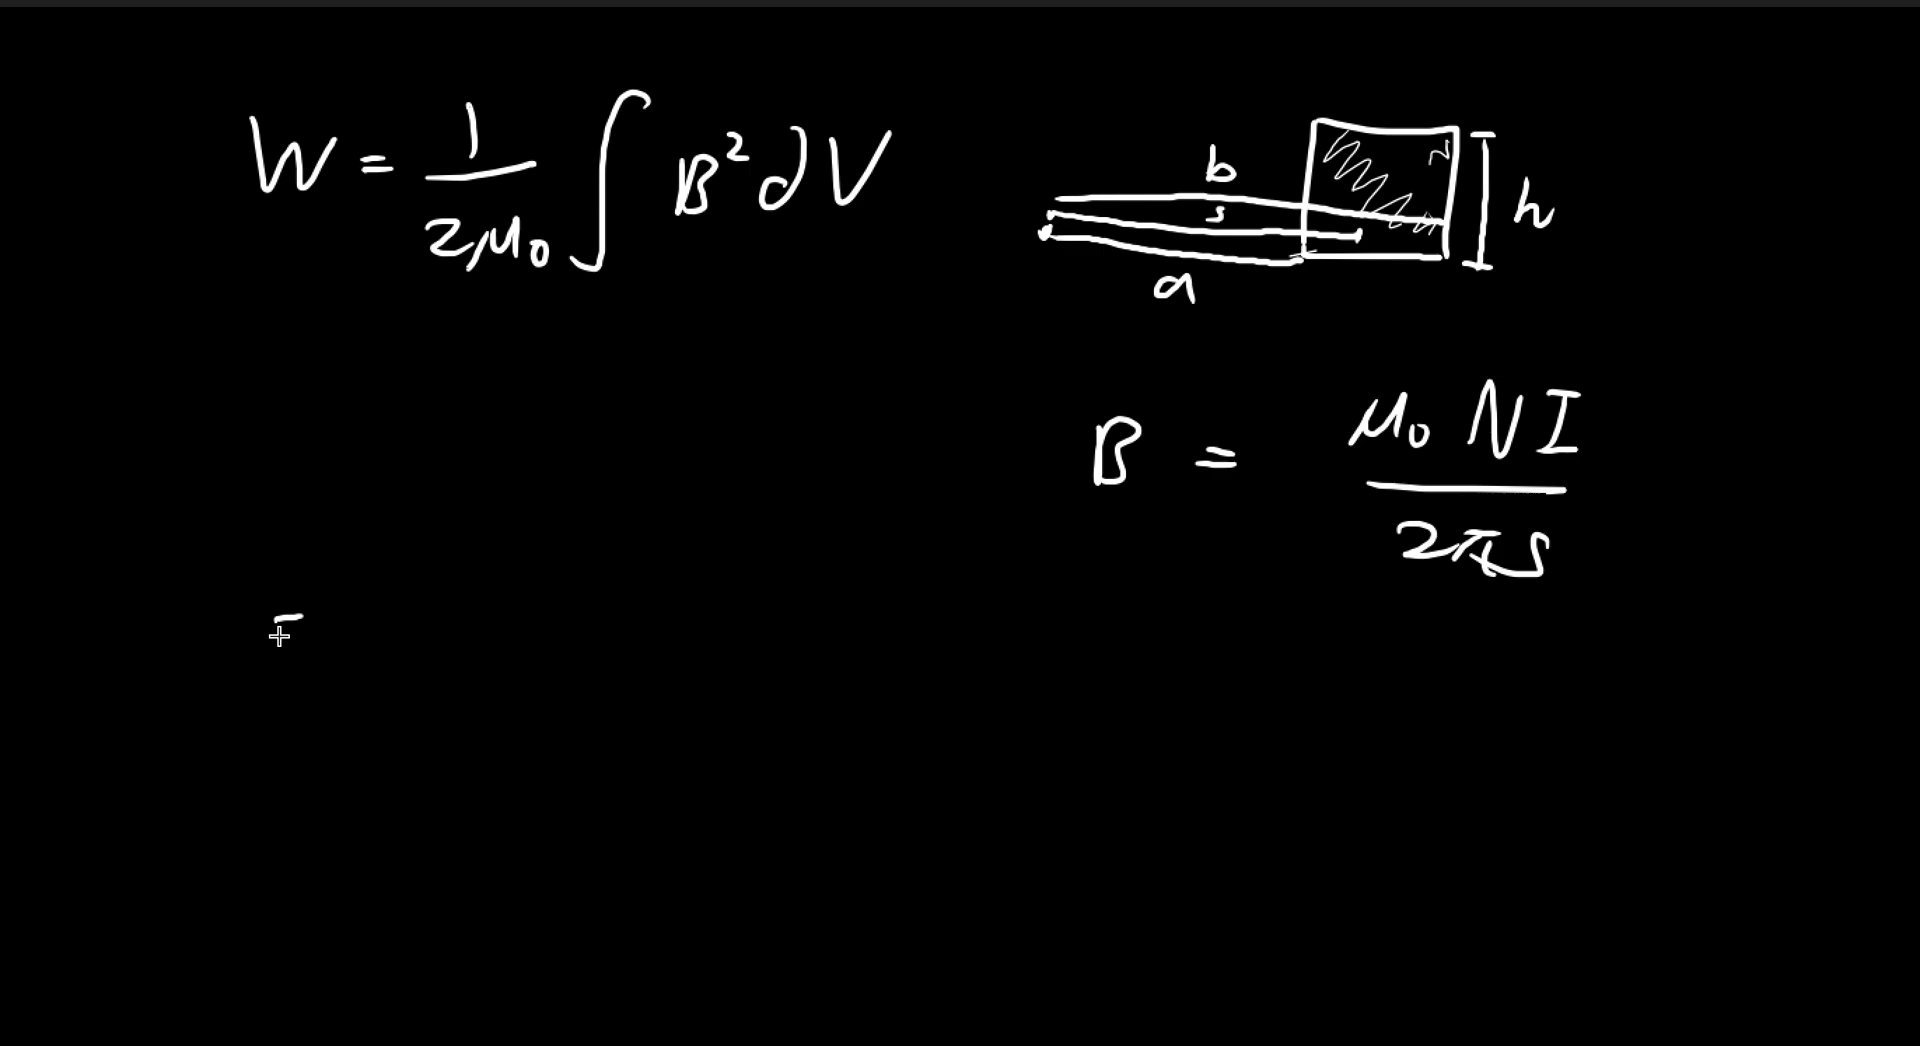 W = 1/2μ₀ ∫ B² dV
b
s
a
h
B = μ₀ N I / 2πs